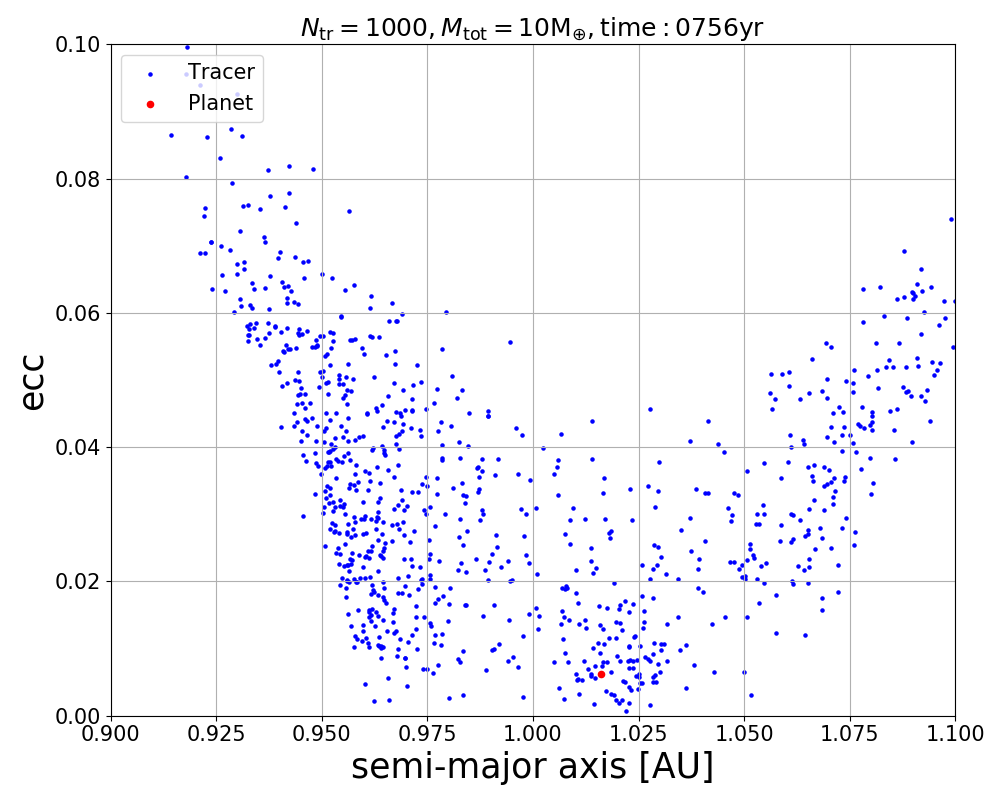 N_tr = 1000, M_tot = 10M_⊕, time : 0756yr
Tracer
Planet
ecc
0.10
0.08
0.06
0.04
0.02
0.00
0.900 0.925 0.950 0.975 1.000 1.025 1.050 1.075 1.100
semi-major axis [AU]